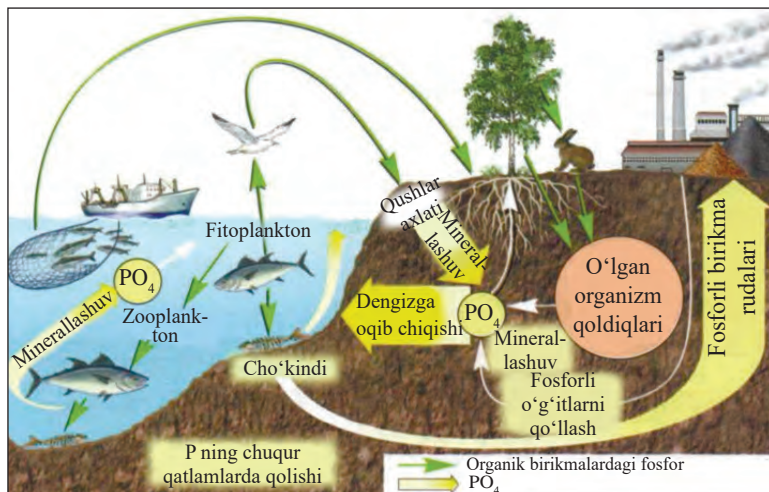 Fitoplankton
PO4
Zooplank-
ton
Minerallashuv
Cho‘kindi
P ning chuqur
qatlamlarda qolishi
Qushlar
axlati
Mineral-
lashuv
Dengizga
oqib chiqishi
PO4
Mineral-
lashuv
Fosforli
o‘g‘itlarni
qo‘llash
O‘lgan
organizm
qoldiqlari
Fosforli birikma
rudalari
Organik birikmalardagi fosfor
PO4